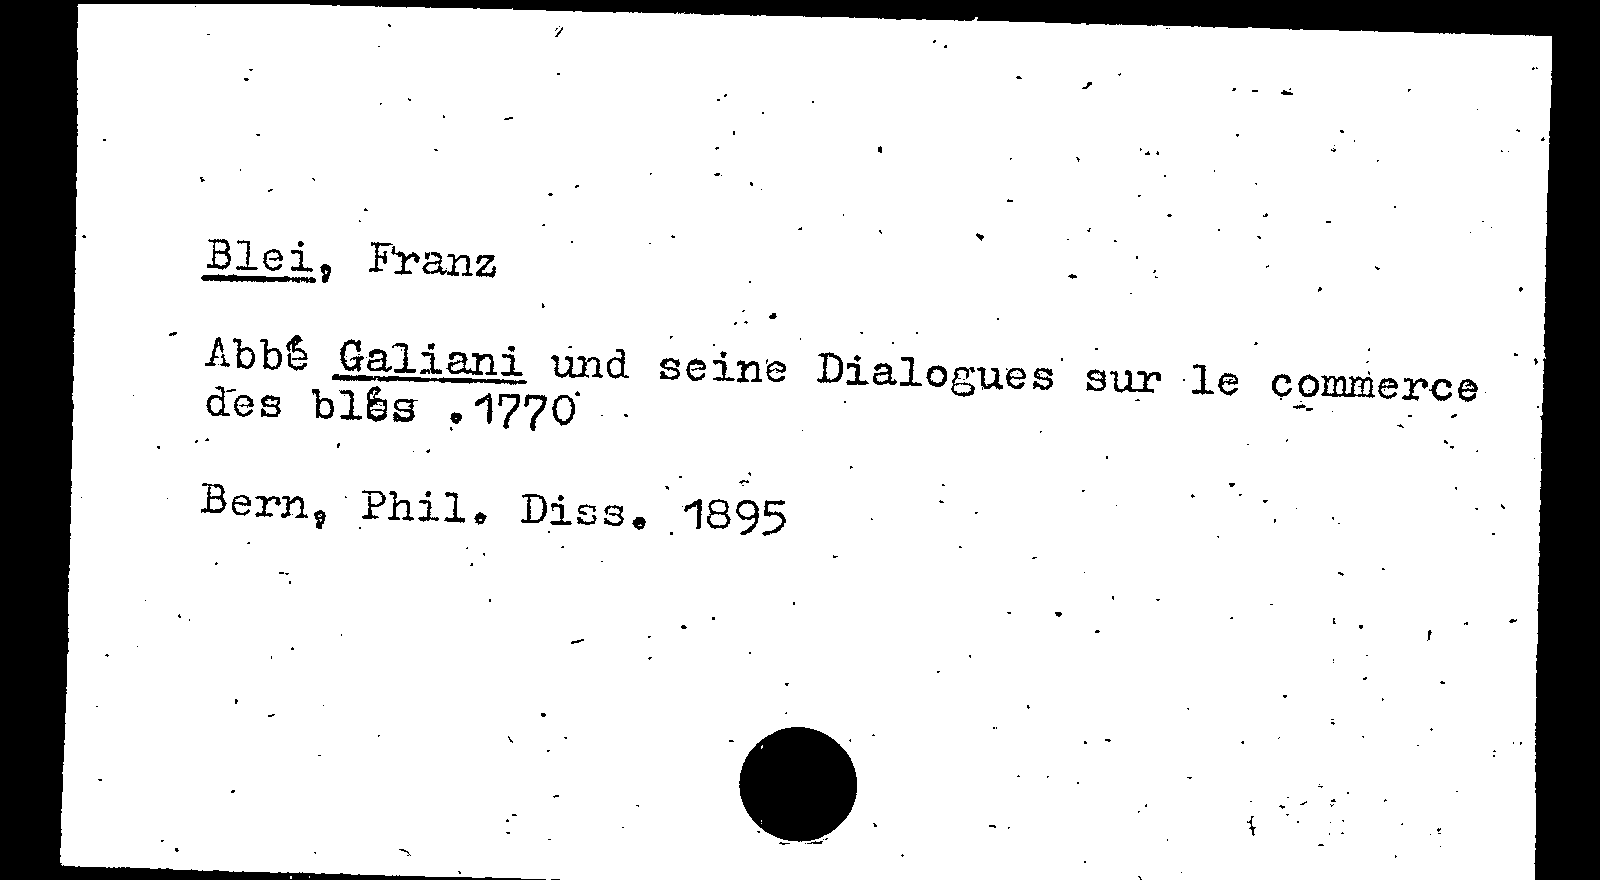 Blei, Franz
Abbé Galiani und seine Dialogues sur le commerce
des blés .1770
Bern, Phil. Diss. 1895